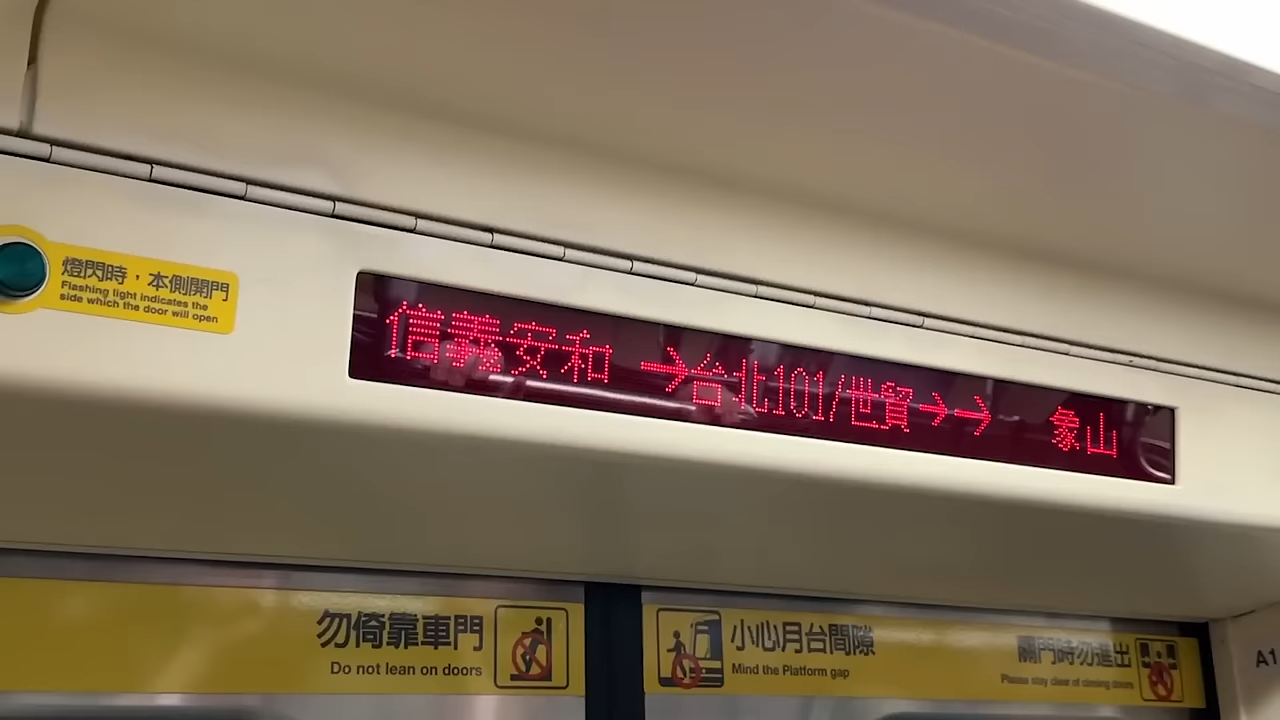 燈閃時，本側開門
Flashing light indicates the
side which the door will open
信義安和 →台北101/世貿→→ 象山
勿倚靠車門
Do not lean on doors
小心月台間隙
Mind the Platform gap
關門時勿進出
Please stay clear of closing doors
A1